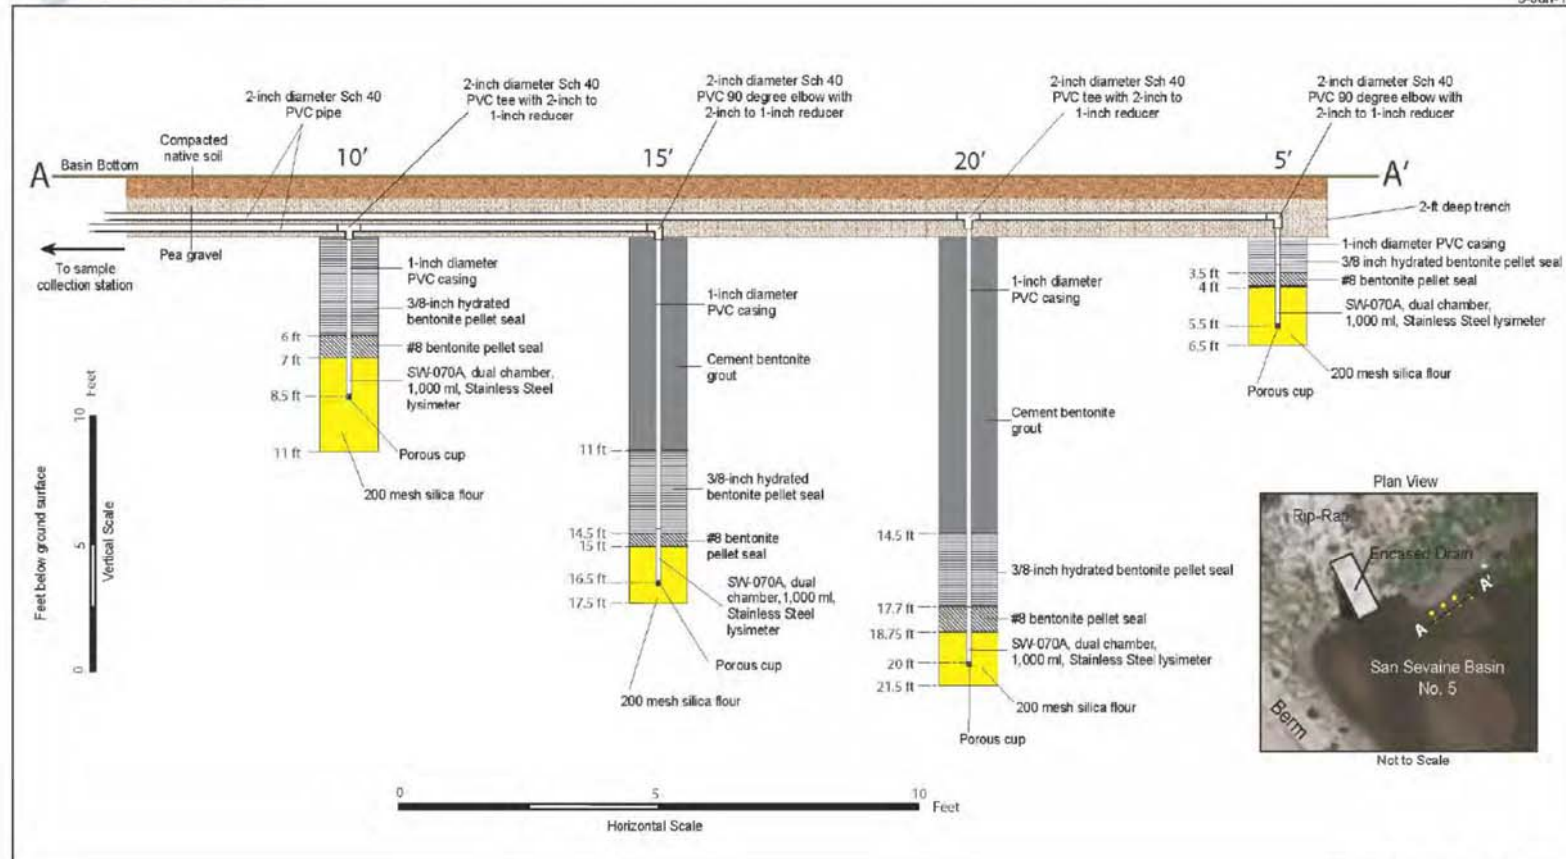 2-inch diameter Sch 40
PVC pipe
2-inch diameter Sch 40
PVC tee with 2-inch to
1-inch reducer
2-inch diameter Sch 40
PVC 90 degree elbow with
2-inch to 1-inch reducer
2-inch diameter Sch 40
PVC tee with 2-inch to
1-inch reducer
2-inch diameter Sch 40
PVC 90 degree elbow with
2-inch to 1-inch reducer
Compacted
native soil
A
Basin Bottom
10'
15'
20'
5'
A'
2-ft deep trench
Pea gravel
To sample
collection station
1-inch diameter
PVC casing
3/8-inch hydrated
bentonite pellet seal
6 ft
#8 bentonite pellet seal
7 ft
SW-070A, dual chamber,
1,000 ml, Stainless Steel
lysimeter
8.5 ft
Porous cup
11 ft
200 mesh silica flour
1-inch diameter
PVC casing
Cement bentonite
grout
11 ft
3/8-inch hydrated
bentonite pellet seal
14.5 ft
#8 bentonite
pellet seal
15 ft
SW-070A, dual
chamber, 1,000 ml,
Stainless Steel
lysimeter
16.5 ft
17.5 ft
Porous cup
200 mesh silica flour
1-inch diameter
PVC casing
Cement bentonite
grout
14.5 ft
3/8-inch hydrated bentonite pellet seal
17.7 ft
#8 bentonite pellet seal
18.75 ft
SW-070A, dual chamber,
1,000 ml, Stainless Steel lysimeter
20 ft
21.5 ft
200 mesh silica flour
Porous cup
1-inch diameter PVC casing
3/8 inch hydrated bentonite pellet seal
3.5 ft
#8 bentonite pellet seal
4 ft
SW-070A, dual chamber,
1,000 ml, Stainless Steel lysimeter
5.5 ft
6.5 ft
200 mesh silica flour
Porous cup
Feet below ground surface
10
5
0
Feet
Vertical Scale
0
5
10
Feet
Horizontal Scale
Plan View
Rip-Rap
Encased Drain
A
A'
San Sevaine Basin
No. 5
Berm
Not to Scale